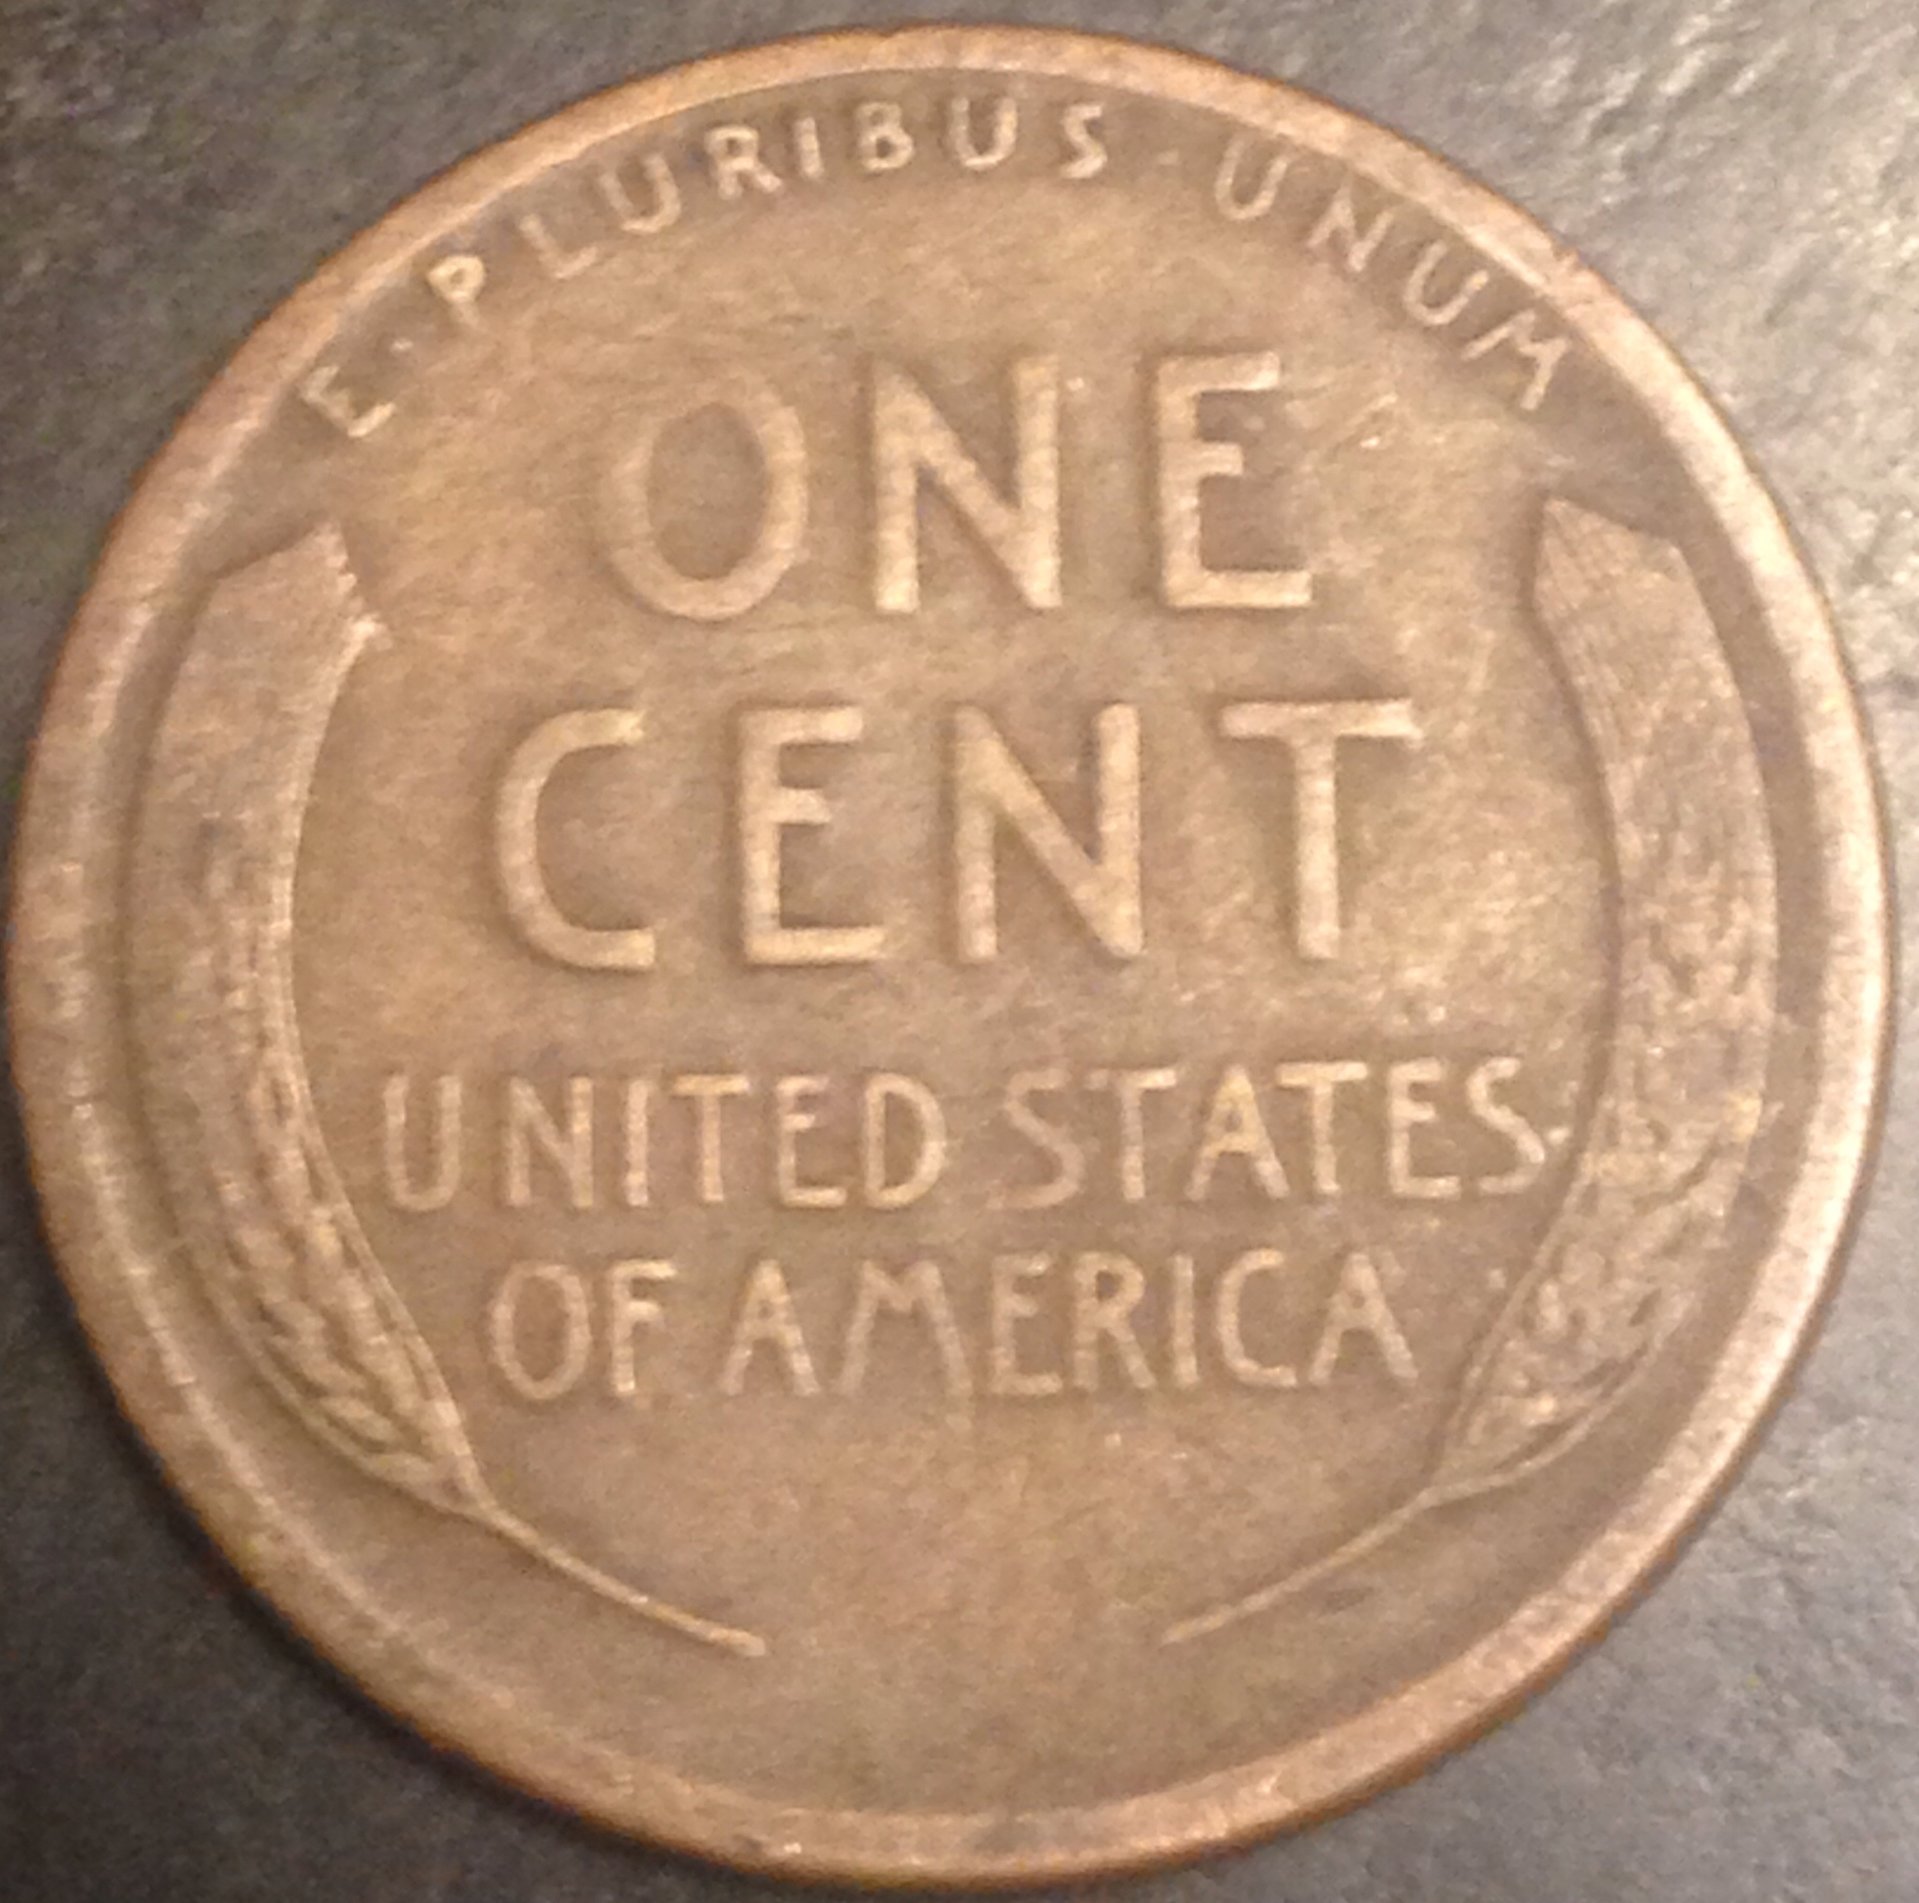 E·PLURIBUS·UNUM
ONE
CENT
UNITED STATES
OF AMERICA